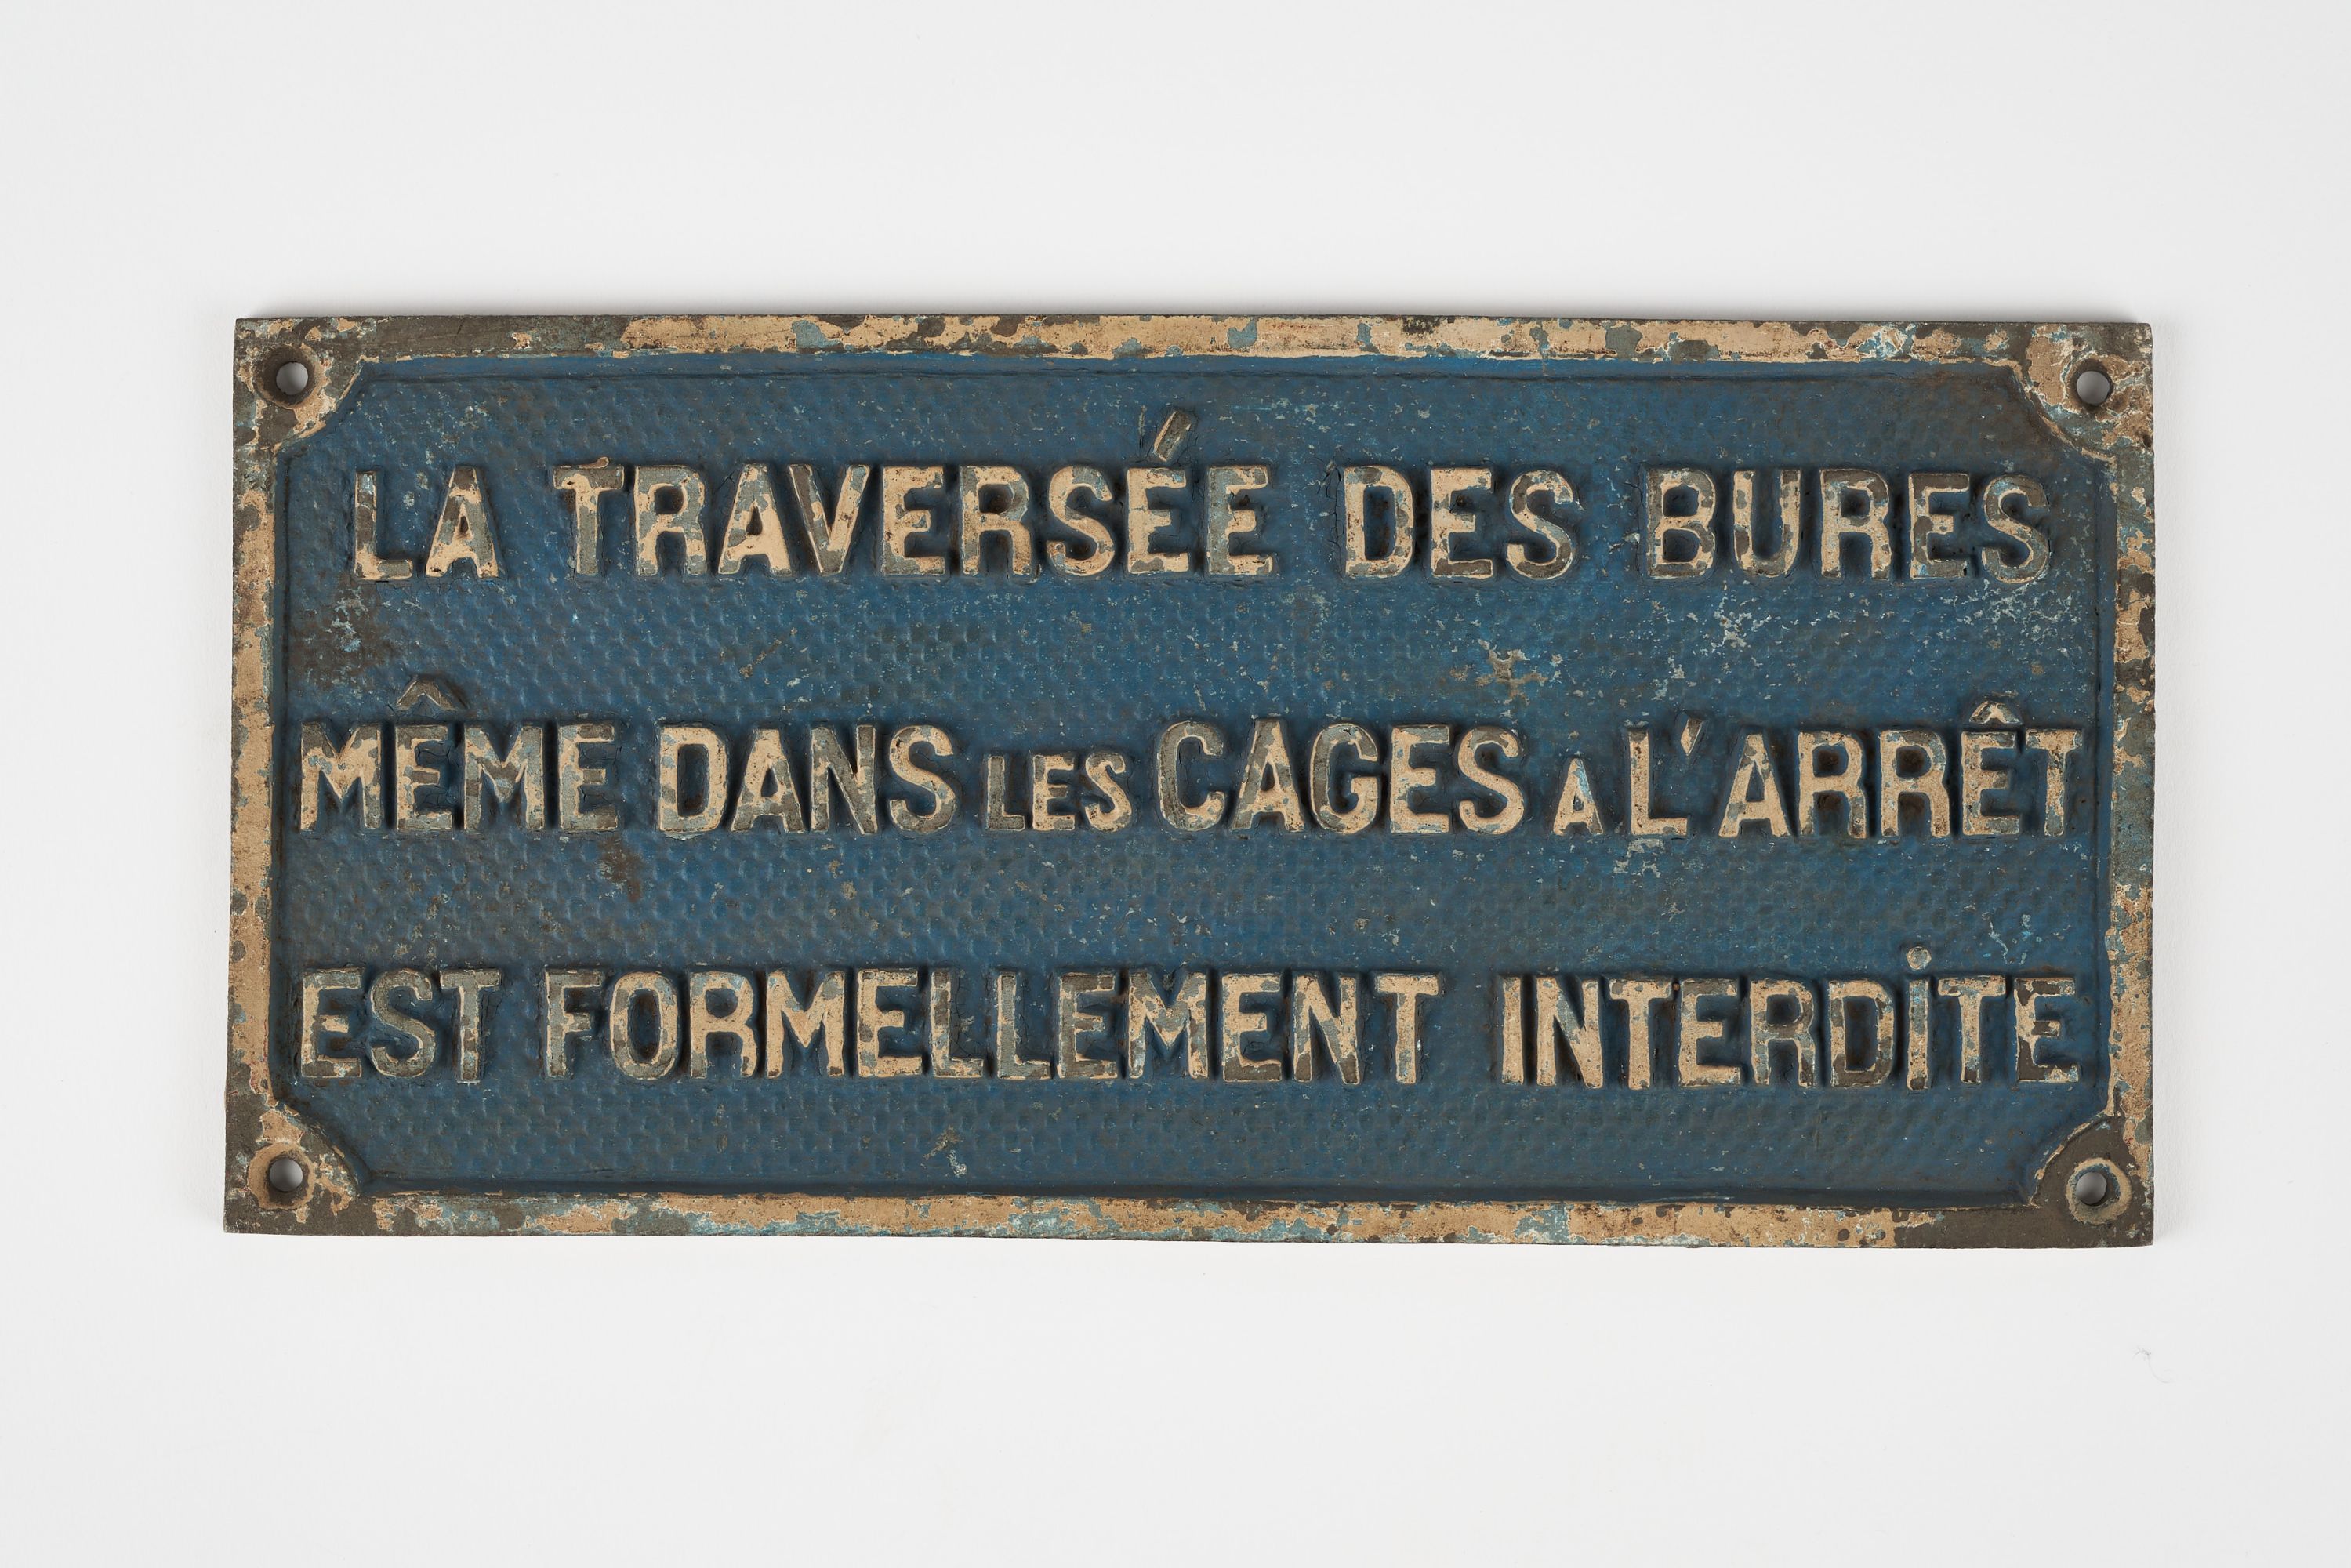 LA TRAVERSÉE DES BURES
MÊME DANS LES CAGES A L'ARRÊT
EST FORMELLEMENT INTERDITE